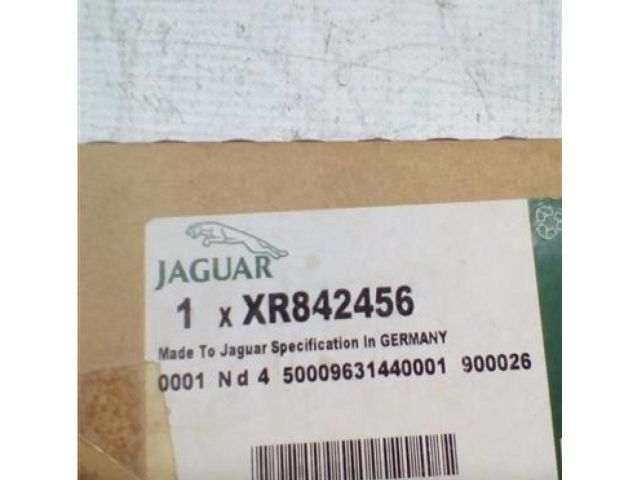 JAGUAR
1 x XR842456
Made To Jaguar Specification In GERMANY
0001 Nd 4 50009631440001 900026